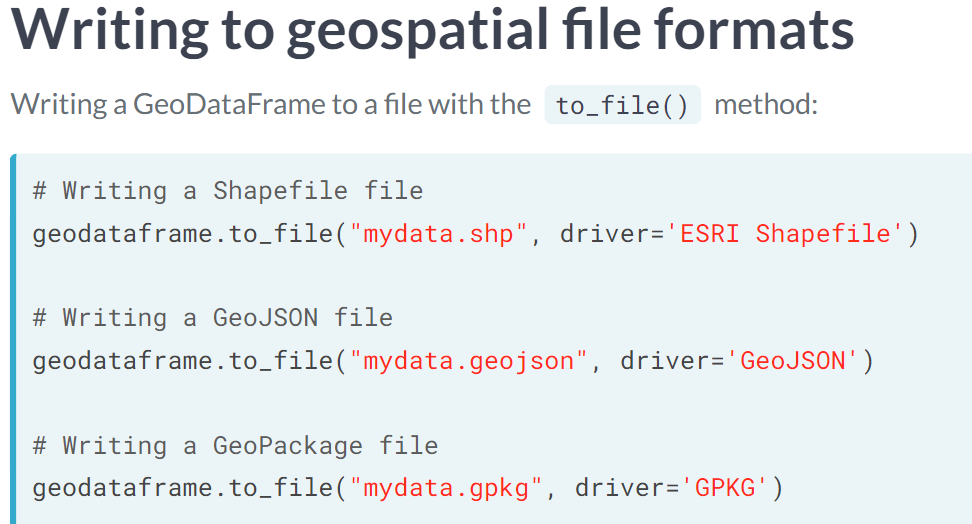 Writing to geospatial file formats
Writing a GeoDataFrame to a file with the to_file() method:
# Writing a Shapefile file
geodataframe.to_file("mydata.shp", driver='ESRI Shapefile')
# Writing a GeoJSON file
geodataframe.to_file("mydata.geojson", driver='GeoJSON')
# Writing a GeoPackage file
geodataframe.to_file("mydata.gpkg", driver='GPKG')